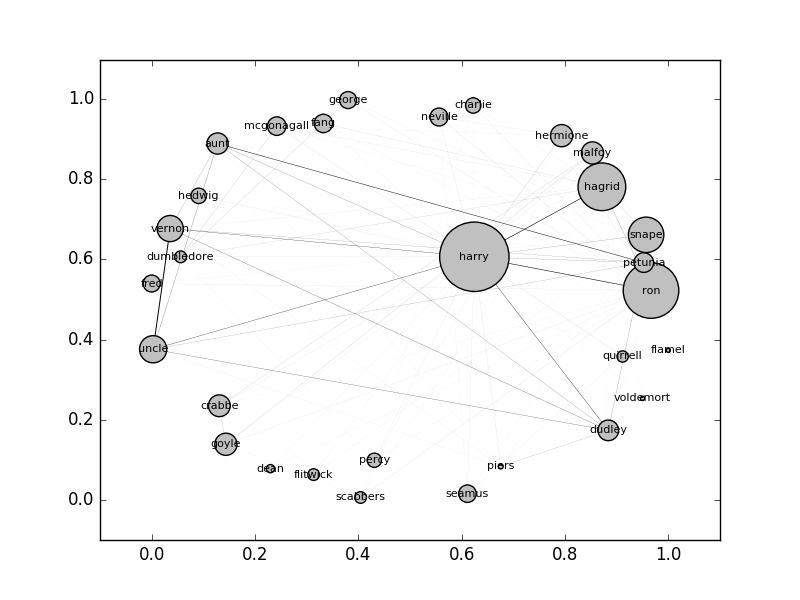 1.0
0.8
0.6
0.4
0.2
0.0
george
charlie
neville
mcgonagall
fang
hermione
aunt
malfoy
hagrid
hedwig
vernon
snape
dumbledore
harry
petunia
fred
ron
uncle
quirrell
flamel
voldemort
crabbe
dudley
goyle
percy
dean
flitwick
piers
scabbers
seamus
0.0 0.2 0.4 0.6 0.8 1.0